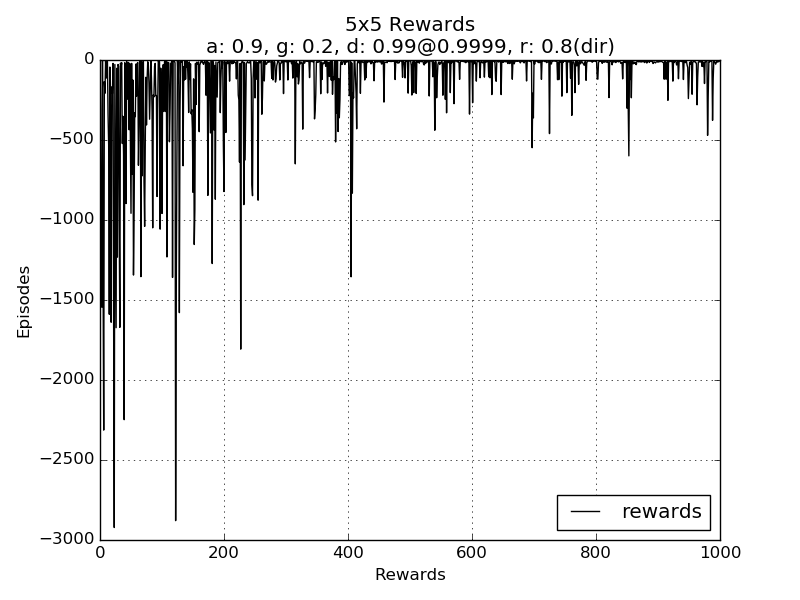 5x5 Rewards
a: 0.9, g: 0.2, d: 0.99@0.9999, r: 0.8(dir)
Episodes
0
−500
−1000
−1500
−2000
−2500
−3000
rewards
0 200 400 600 800 1000
Rewards